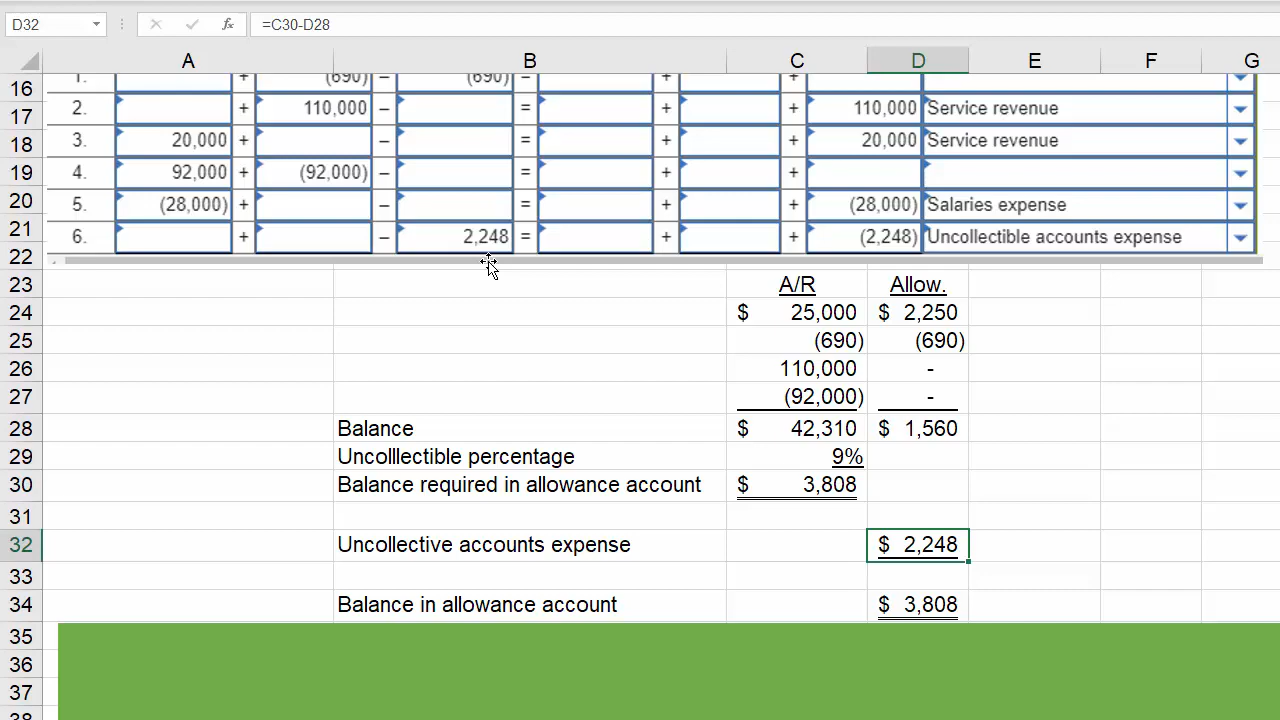 D32 fx =C30-D28
A B C D E F G
16 1. + (690) – (690) = + +
17 2. + 110,000 – = + + 110,000 Service revenue
18 3. 20,000 + – = + + 20,000 Service revenue
19 4. 92,000 + (92,000) – = + +
20 5. (28,000) + – = + + (28,000) Salaries expense
21 6. + – 2,248 = + + (2,248) Uncollectible accounts expense
22
23 A/R Allow.
24 $ 25,000 $ 2,250
25 (690) (690)
26 110,000 -
27 (92,000) -
28 Balance $ 42,310 $ 1,560
29 Uncolllectible percentage 9%
30 Balance required in allowance account $ 3,808
31
32 Uncollective accounts expense $ 2,248
33
34 Balance in allowance account $ 3,808
35
36
37
38